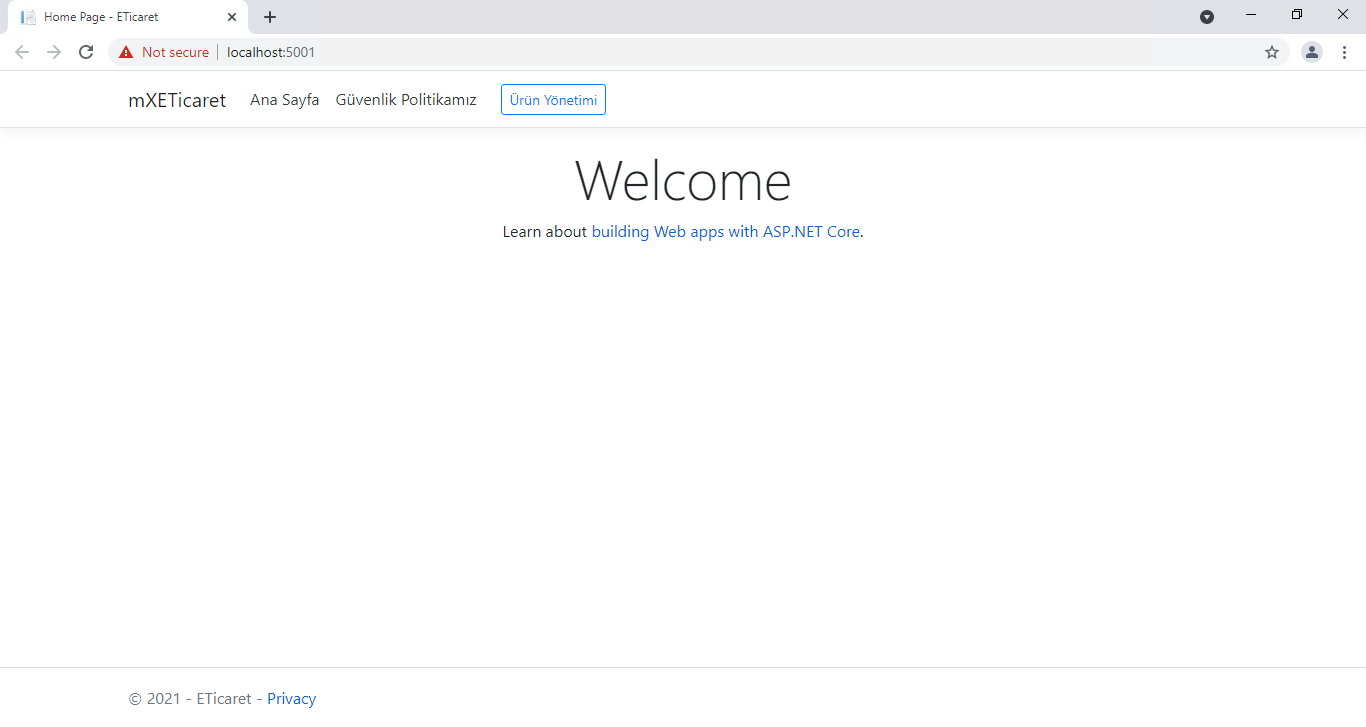 Home Page - ETicaret
Not secure | localhost:5001
mXETicaret Ana Sayfa Güvenlik Politikamız Ürün Yönetimi
Welcome
Learn about building Web apps with ASP.NET Core.
© 2021 - ETicaret - Privacy